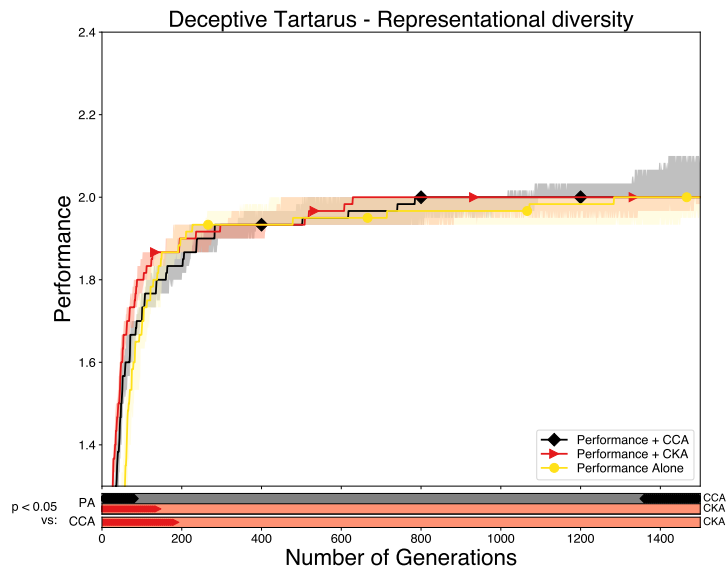 Deceptive Tartarus - Representational diversity
2.4
2.2
2.0
1.8
1.6
1.4
Performance
Performance + CCA
Performance + CKA
Performance Alone
p < 0.05
vs:
PA
CCA
CCA
CKA
CKA
0 200 400 600 800 1000 1200 1400
Number of Generations